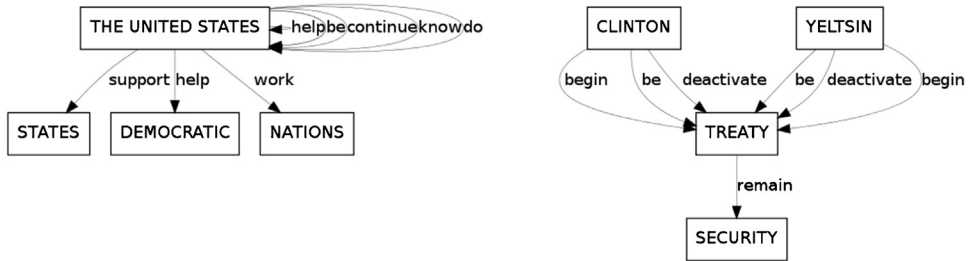 THE UNITED STATES
helpbecontinueknowdo
support help work
STATES DEMOCRATIC NATIONS
CLINTON YELTSIN
begin be deactivate be deactivate begin
TREATY
remain
SECURITY